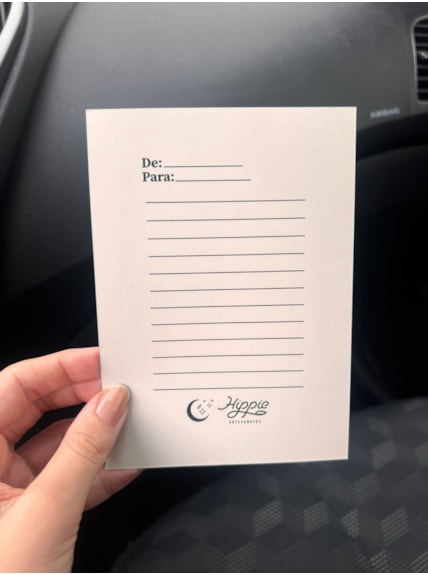 AIRBAG
De:
Para:
Hippie
ARTESANATOS